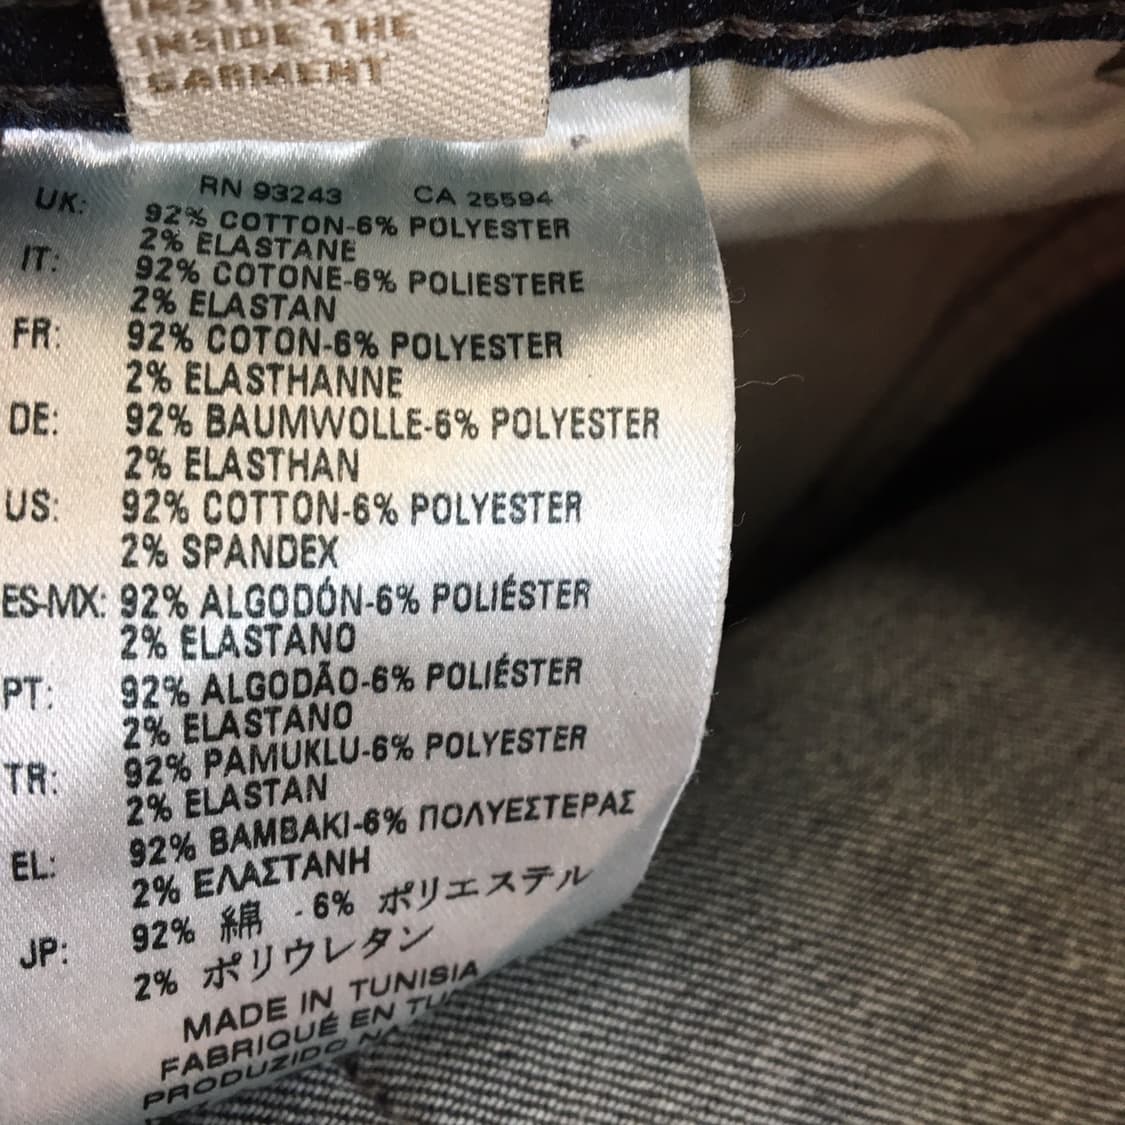 INSIDE THE
GARMENT
RN 93243 CA 25594
UK: 92% COTTON-6% POLYESTER
2% ELASTANE
IT: 92% COTONE-6% POLIESTERE
2% ELASTAN
FR: 92% COTON-6% POLYESTER
2% ELASTHANNE
DE: 92% BAUMWOLLE-6% POLYESTER
2% ELASTHAN
US: 92% COTTON-6% POLYESTER
2% SPANDEX
ES-MX: 92% ALGODÓN-6% POLIÉSTER
2% ELASTANO
PT: 92% ALGODÃO-6% POLIÉSTER
2% ELASTANO
TR: 92% PAMUKLU-6% POLYESTER
2% ELASTAN
EL: 92% ΒΑΜΒΑΚΙ-6% ΠΟΛΥΕΣΤΕΡΑΣ
2% ΕΛΑΣΤΑΝΗ
JP: 92% 綿 -6% ポリエステル
2% ポリウレタン
MADE IN TUNISIA
FABRIQUÉ EN
PRODUZIDO